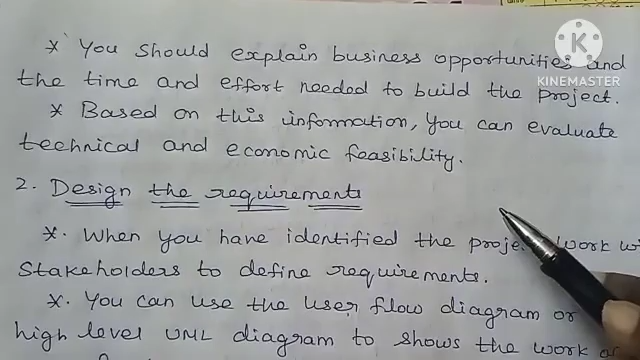 KINEMASTER
* You should explain business opportunities and
the time and effort needed to build the project.
* Based on this information, you can evaluate
technical and economic feasibility.
2. Design the requirements
*. When you have identified the project work
Stakeholders to define requirements.
*. You can use the user flow diagram or
high level UML diagram to shows the work